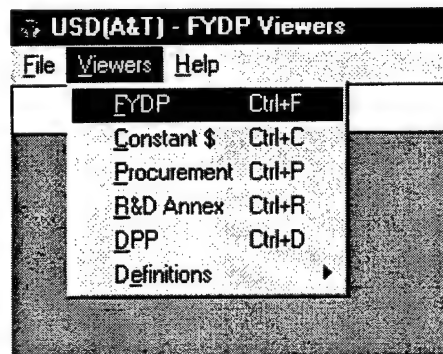 USD(A&T) - FYDP Viewers
File Viewers Help
FYDP Ctrl+F
Constant $ Ctrl+C
Procurement Ctrl+P
R&D Annex Ctrl+R
DPP Ctrl+D
Definitions